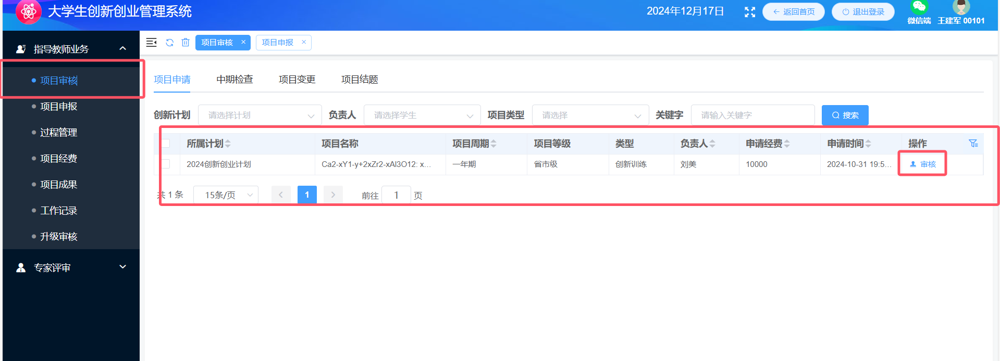 大学生创新创业管理系统
2024年12月17日
返回首页
退出登录
微信端
王建军 00101
指导教师业务
项目审核
项目申报
过程管理
项目经费
项目成果
工作记录
升级审核
专家评审
项目审核 ×
项目申报 ×
项目申请 中期检查 项目变更 项目结题
创新计划 请选择计划 负责人 请选择学生 项目类型 请选择 关键字 请输入关键字 搜索
所属计划 项目名称 项目周期 项目等级 类型 负责人 申请经费 申请时间 操作
2024创新创业计划 Ca2-xY1-y+2xZr2-xAl3O12: x... 一年期 省市级 创新训练 刘美 10000 2024-10-31 19:5... 审核
共 1 条 15条/页 < 1 > 前往 1 页